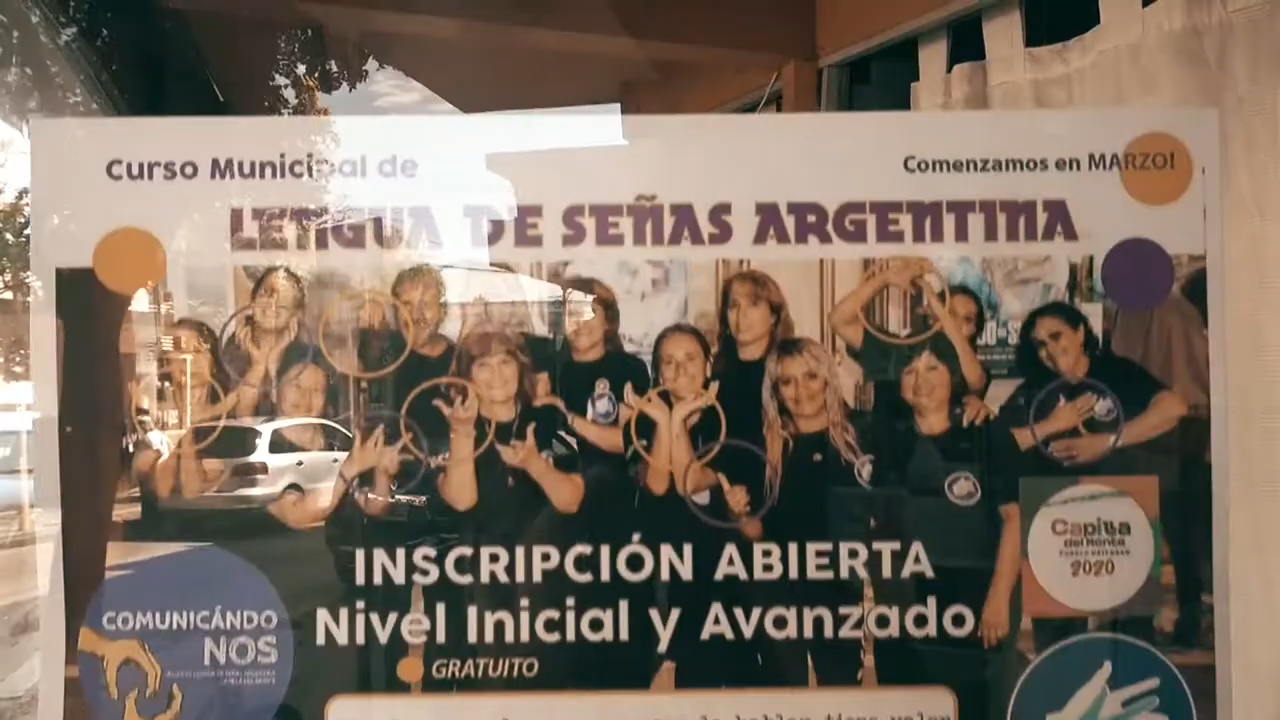 Curso Municipal de
Comenzamos en MARZO!
LENGUA DE SEÑAS ARGENTINA
INSCRIPCIÓN ABIERTA
Nivel Inicial y Avanzado
GRATUITO
COMUNICÁNDO
NOS
Capilla
del Monte
2020